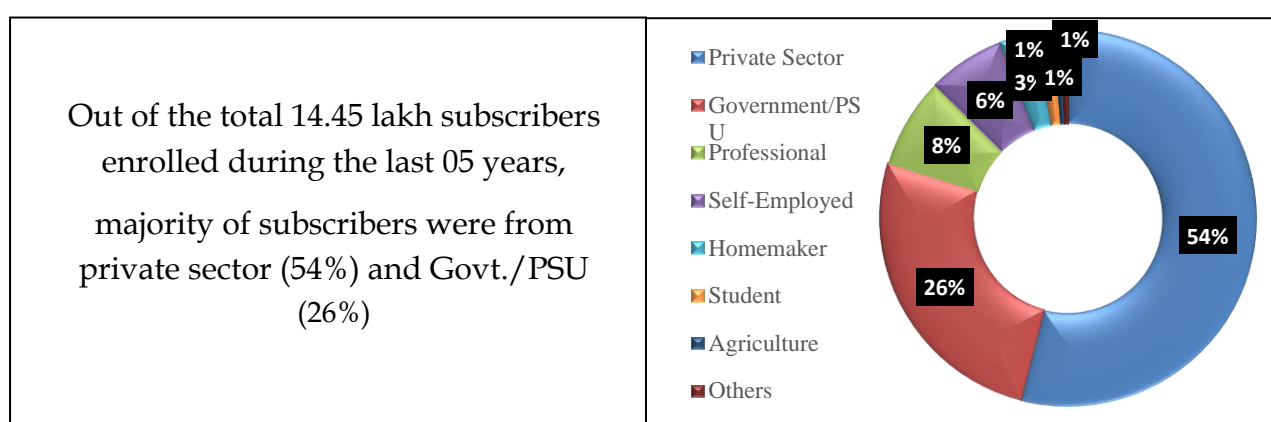 Out of the total 14.45 lakh subscribers
enrolled during the last 05 years,
majority of subscribers were from
private sector (54%) and Govt./PSU
(26%)
Private Sector
Government/PS
U
Professional
Self-Employed
Homemaker
Student
Agriculture
Others
1%
1%
3%
1%
6%
8%
54%
26%